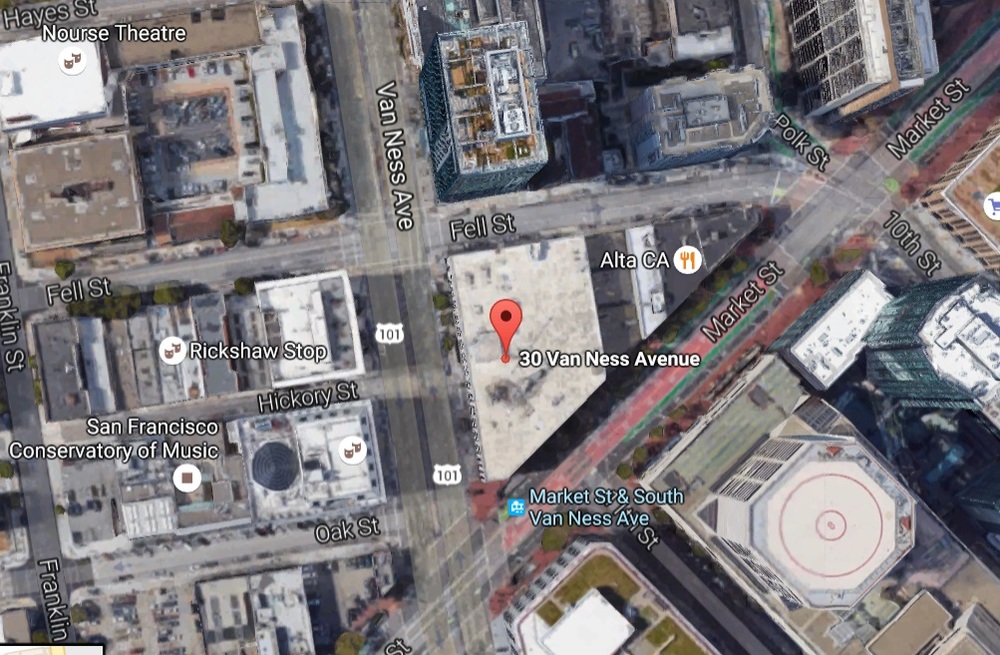 Hayes St
Nourse Theatre
Van Ness Ave
Polk St
Market St
Fell St
10th St
Alta CA
Fell St
Franklin St
Market St
101
Rickshaw Stop
30 Van Ness Avenue
Hickory St
San Francisco
Conservatory of Music
101
Market St & South
Van Ness Ave
Oak St
St
Franklin
St